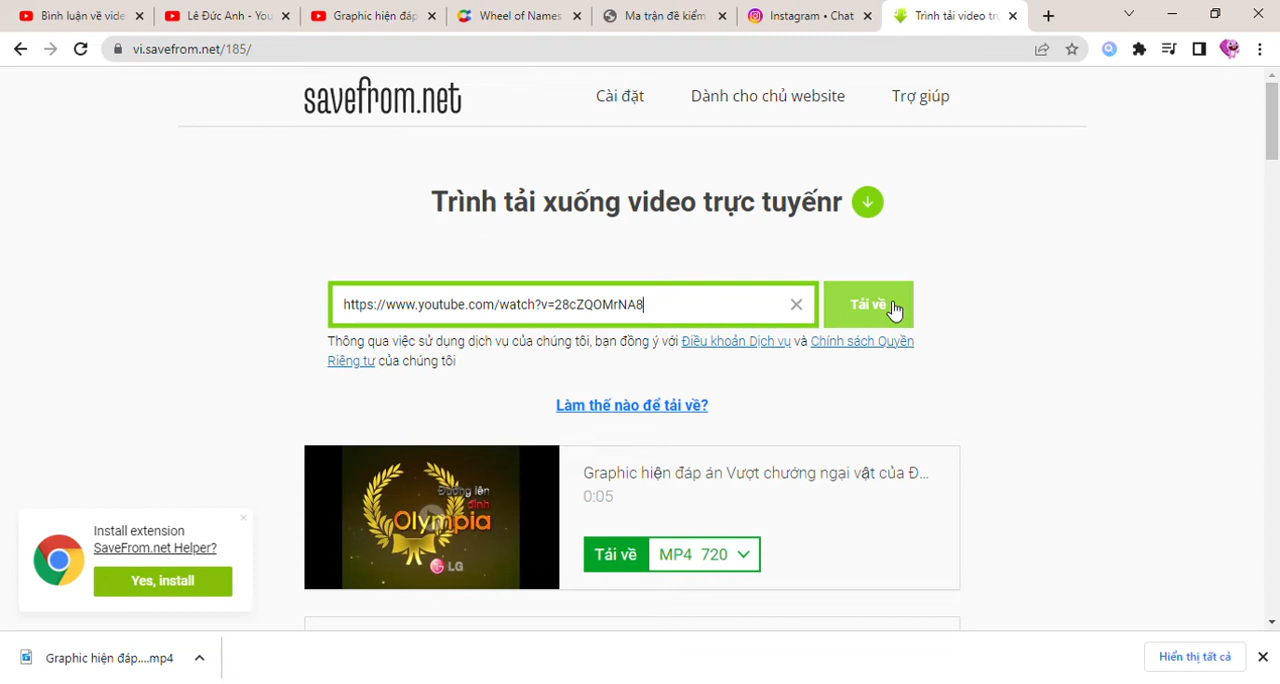 Bình luận về vide
Lê Đức Anh - You
Graphic hiện đáp
Wheel of Names
Ma trận đề kiểm
Instagram • Chat
Trình tải video trự
vi.savefrom.net/185/
savefrom.net
Cài đặt
Dành cho chủ website
Trợ giúp
Trình tải xuống video trực tuyếnr
https://www.youtube.com/watch?v=28cZQOMrNA8
Tải về
Thông qua việc sử dụng dịch vụ của chúng tôi, bạn đồng ý với Điều khoản Dịch vụ và Chính sách Quyền
Riêng tư của chúng tôi
Làm thế nào để tải về?
Đường lên
đỉnh
Olympia
LG
Graphic hiện đáp án Vượt chướng ngại vật của Đ...
0:05
Tải về
MP4 720
Install extension
SaveFrom.net Helper?
Yes, install
Graphic hiện đáp....mp4
Hiển thị tất cả